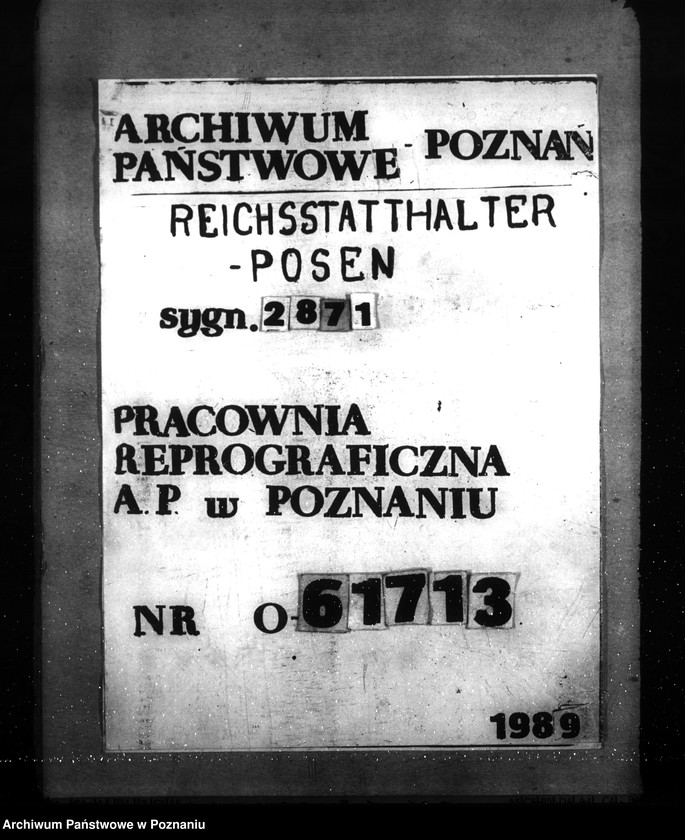 ARCHIWUM
PAŃSTWOWE - POZNAŃ
REICHSSTATTHALTER
-POSEN
sygn. 2871
PRACOWNIA
REPROGRAFICZNA
A.P. w POZNANIU
NR O-61713
1989
Archiwum Państwowe w Poznaniu